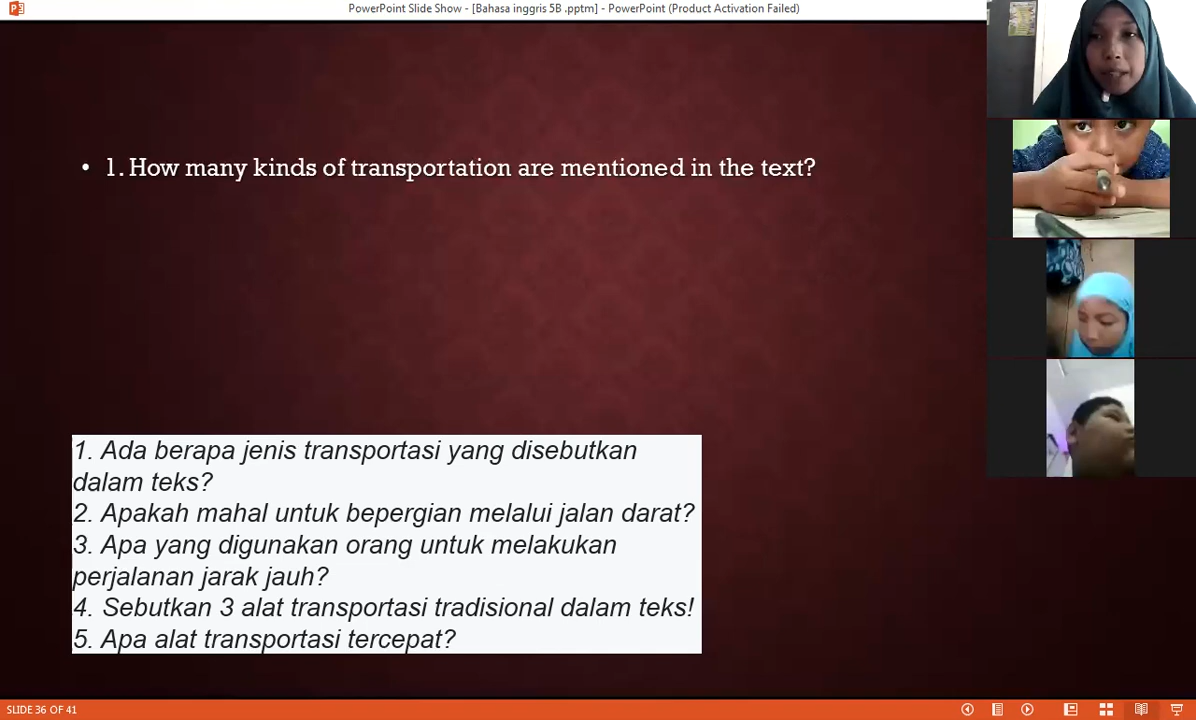 PowerPoint Slide Show - [Bahasa inggris 5B .pptm] - PowerPoint (Product Activation Failed)
• 1. How many kinds of transportation are mentioned in the text?
1. Ada berapa jenis transportasi yang disebutkan
dalam teks?
2. Apakah mahal untuk bepergian melalui jalan darat?
3. Apa yang digunakan orang untuk melakukan
perjalanan jarak jauh?
4. Sebutkan 3 alat transportasi tradisional dalam teks!
5. Apa alat transportasi tercepat?
SLIDE 36 OF 41